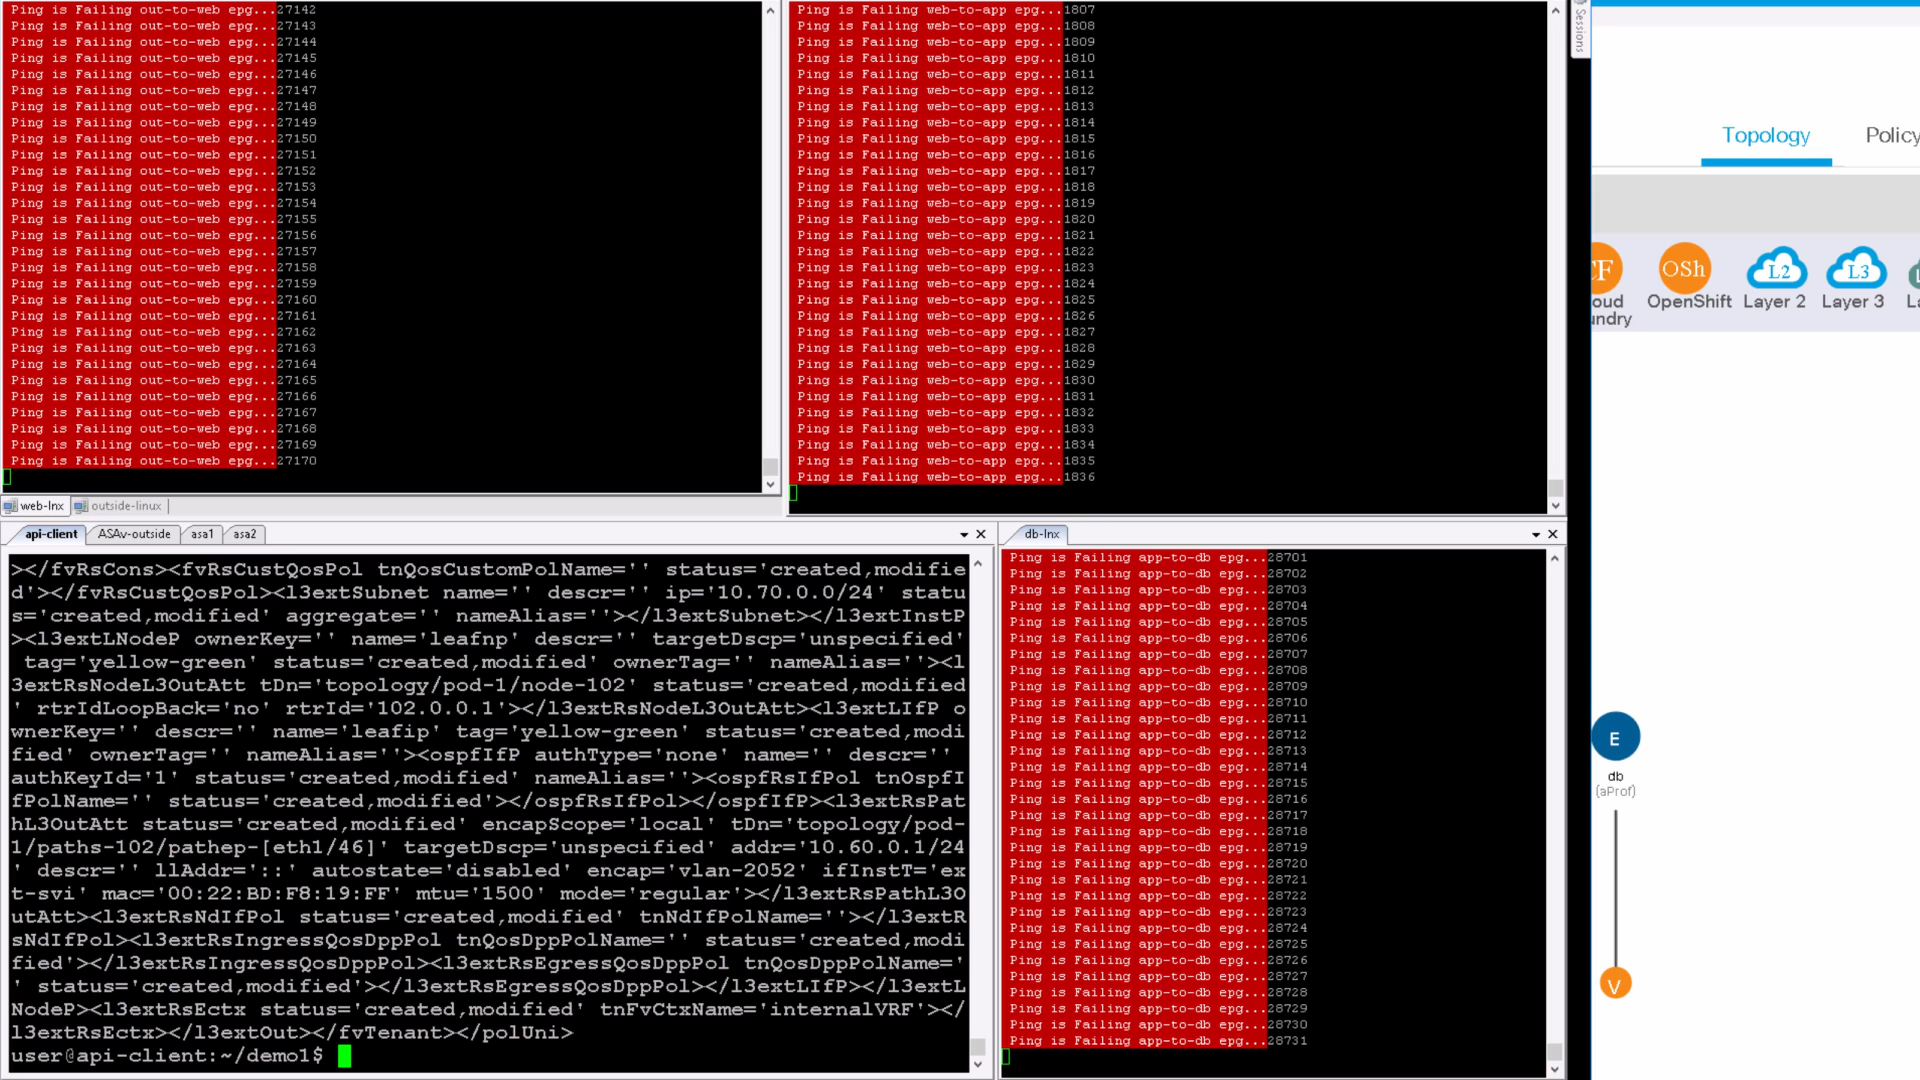 Ping is Failing out-to-web epg...27142
Ping is Failing out-to-web epg...27143
Ping is Failing out-to-web epg...27144
Ping is Failing out-to-web epg...27145
Ping is Failing out-to-web epg...27146
Ping is Failing out-to-web epg...27147
Ping is Failing out-to-web epg...27148
Ping is Failing out-to-web epg...27149
Ping is Failing out-to-web epg...27150
Ping is Failing out-to-web epg...27151
Ping is Failing out-to-web epg...27152
Ping is Failing out-to-web epg...27153
Ping is Failing out-to-web epg...27154
Ping is Failing out-to-web epg...27155
Ping is Failing out-to-web epg...27156
Ping is Failing out-to-web epg...27157
Ping is Failing out-to-web epg...27158
Ping is Failing out-to-web epg...27159
Ping is Failing out-to-web epg...27160
Ping is Failing out-to-web epg...27161
Ping is Failing out-to-web epg...27162
Ping is Failing out-to-web epg...27163
Ping is Failing out-to-web epg...27164
Ping is Failing out-to-web epg...27165
Ping is Failing out-to-web epg...27166
Ping is Failing out-to-web epg...27167
Ping is Failing out-to-web epg...27168
Ping is Failing out-to-web epg...27169
Ping is Failing out-to-web epg...27170
web-lnx
outside-linux
Ping is Failing web-to-app epg...1807
Ping is Failing web-to-app epg...1808
Ping is Failing web-to-app epg...1809
Ping is Failing web-to-app epg...1810
Ping is Failing web-to-app epg...1811
Ping is Failing web-to-app epg...1812
Ping is Failing web-to-app epg...1813
Ping is Failing web-to-app epg...1814
Ping is Failing web-to-app epg...1815
Ping is Failing web-to-app epg...1816
Ping is Failing web-to-app epg...1817
Ping is Failing web-to-app epg...1818
Ping is Failing web-to-app epg...1819
Ping is Failing web-to-app epg...1820
Ping is Failing web-to-app epg...1821
Ping is Failing web-to-app epg...1822
Ping is Failing web-to-app epg...1823
Ping is Failing web-to-app epg...1824
Ping is Failing web-to-app epg...1825
Ping is Failing web-to-app epg...1826
Ping is Failing web-to-app epg...1827
Ping is Failing web-to-app epg...1828
Ping is Failing web-to-app epg...1829
Ping is Failing web-to-app epg...1830
Ping is Failing web-to-app epg...1831
Ping is Failing web-to-app epg...1832
Ping is Failing web-to-app epg...1833
Ping is Failing web-to-app epg...1834
Ping is Failing web-to-app epg...1835
Ping is Failing web-to-app epg...1836
Sessions
api-client
ASAv-outside
asa1
asa2
></fvRsCons><fvRsCustQosPol tnQosCustomPolName='' status='created,modifie
d'></fvRsCustQosPol><l3extSubnet name='' descr='' ip='10.70.0.0/24' statu
s='created,modified' aggregate='' nameAlias=''></l3extSubnet></l3extInstP
><l3extLNodeP ownerKey='' name='leafnp' descr='' targetDscp='unspecified'
tag='yellow-green' status='created,modified' ownerTag='' nameAlias=''><l
3extRsNodeL3OutAtt tDn='topology/pod-1/node-102' status='created,modified
' rtrIdLoopBack='no' rtrId='102.0.0.1'></l3extRsNodeL3OutAtt><l3extLIfP o
wnerKey='' descr='' name='leafip' tag='yellow-green' status='created,modi
fied' ownerTag='' nameAlias=''><ospfIfP authType='none' name='' descr=''
authKeyId='1' status='created,modified' nameAlias=''><ospfRsIfPol tnOspfI
fPolName='' status='created,modified'></ospfRsIfPol></ospfIfP><l3extRsPat
hL3OutAtt status='created,modified' encapScope='local' tDn='topology/pod-
1/paths-102/pathep-[eth1/46]' targetDscp='unspecified' addr='10.60.0.1/24
' descr='' llAddr='::' autostate='disabled' encap='vlan-2052' ifInstT='ex
t-svi' mac='00:22:BD:F8:19:FF' mtu='1500' mode='regular'></l3extRsPathL3O
utAtt><l3extRsNdIfPol status='created,modified' tnNdIfPolName=''></l3extR
sNdIfPol><l3extRsIngressQosDppPol tnQosDppPolName='' status='created,modi
fied'></l3extRsIngressQosDppPol><l3extRsEgressQosDppPol tnQosDppPolName='
' status='created,modified'></l3extRsEgressQosDppPol></l3extLIfP></l3extL
NodeP><l3extRsEctx status='created,modified' tnFvCtxName='internalVRF'></
l3extRsEctx></l3extOut></fvTenant></polUni>
user@api-client:~/demo1$
db-lnx
Ping is Failing app-to-db epg...28701
Ping is Failing app-to-db epg...28702
Ping is Failing app-to-db epg...28703
Ping is Failing app-to-db epg...28704
Ping is Failing app-to-db epg...28705
Ping is Failing app-to-db epg...28706
Ping is Failing app-to-db epg...28707
Ping is Failing app-to-db epg...28708
Ping is Failing app-to-db epg...28709
Ping is Failing app-to-db epg...28710
Ping is Failing app-to-db epg...28711
Ping is Failing app-to-db epg...28712
Ping is Failing app-to-db epg...28713
Ping is Failing app-to-db epg...28714
Ping is Failing app-to-db epg...28715
Ping is Failing app-to-db epg...28716
Ping is Failing app-to-db epg...28717
Ping is Failing app-to-db epg...28718
Ping is Failing app-to-db epg...28719
Ping is Failing app-to-db epg...28720
Ping is Failing app-to-db epg...28721
Ping is Failing app-to-db epg...28722
Ping is Failing app-to-db epg...28723
Ping is Failing app-to-db epg...28724
Ping is Failing app-to-db epg...28725
Ping is Failing app-to-db epg...28726
Ping is Failing app-to-db epg...28727
Ping is Failing app-to-db epg...28728
Ping is Failing app-to-db epg...28729
Ping is Failing app-to-db epg...28730
Ping is Failing app-to-db epg...28731
Topology
Policy
F
oud
undry
OSh
OpenShift
L2
Layer 2
L3
Layer 3
E
db
(aProf)
V